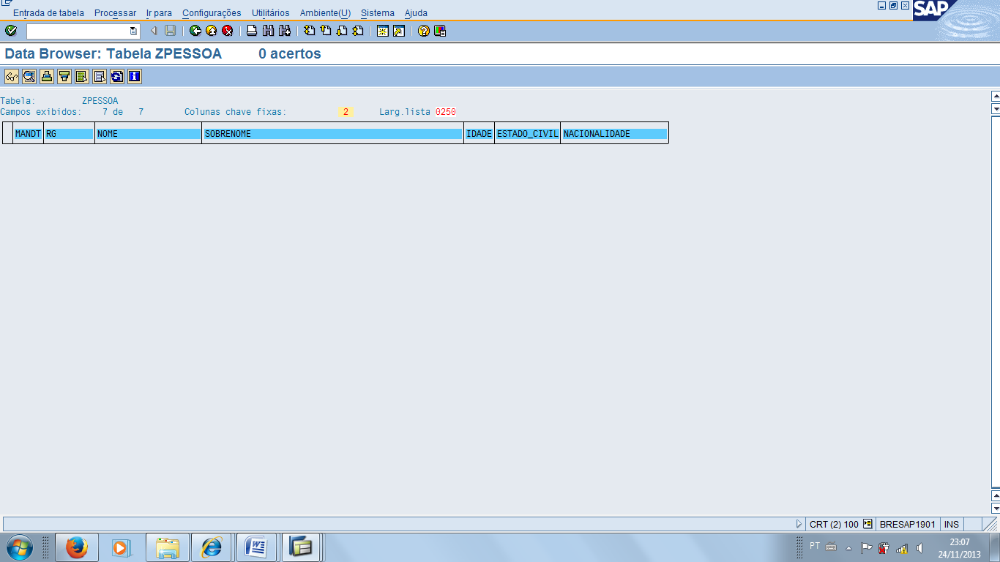 Entrada de tabela Processar Ir para Configurações Utilitários Ambiente(U) Sistema Ajuda
SAP
Data Browser: Tabela ZPESSOA 0 acertos
Tabela: ZPESSOA
Campos exibidos: 7 de 7 Colunas chave fixas: 2 Larg.lista 0250
MANDT RG NOME SOBRENOME IDADE ESTADO_CIVIL NACIONALIDADE
CRT (2) 100 BRESAP1901 INS
PT 23:07
24/11/2013